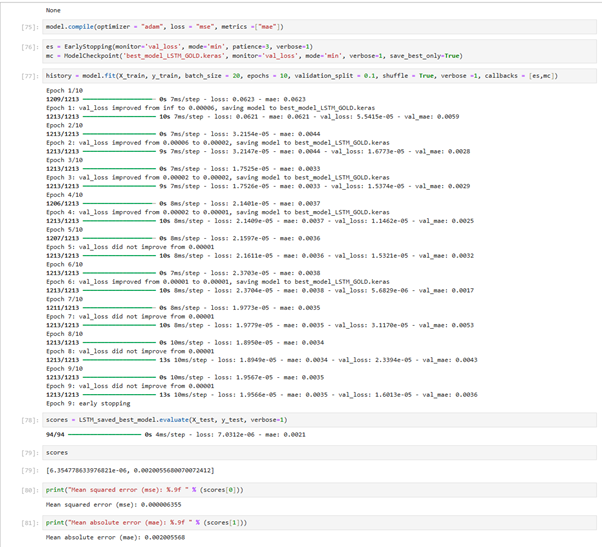 None
[75]: model.compile(optimizer = "adam", loss = "mse", metrics =["mae"])
[76]: es = EarlyStopping(monitor='val_loss', mode='min', patience=3, verbose=1)
mc = ModelCheckpoint('best_model_LSTM_GOLD.keras', monitor='val_loss', mode='min', verbose=1, save_best_only=True)
[77]: history = model.fit(X_train, y_train, batch_size = 20, epochs = 10, validation_split = 0.1, shuffle = True, verbose =1, callbacks = [es,mc])
Epoch 1/10
1209/1213 0s 7ms/step - loss: 0.0623 - mae: 0.0623
Epoch 1: val_loss improved from inf to 0.00006, saving model to best_model_LSTM_GOLD.keras
1213/1213 10s 7ms/step - loss: 0.0621 - mae: 0.0621 - val_loss: 5.5415e-05 - val_mae: 0.0059
Epoch 2/10
1213/1213 0s 7ms/step - loss: 3.2154e-05 - mae: 0.0044
Epoch 2: val_loss improved from 0.00006 to 0.00002, saving model to best_model_LSTM_GOLD.keras
1213/1213 9s 7ms/step - loss: 3.2147e-05 - mae: 0.0044 - val_loss: 1.6773e-05 - val_mae: 0.0028
Epoch 3/10
1213/1213 0s 7ms/step - loss: 1.7525e-05 - mae: 0.0033
Epoch 3: val_loss improved from 0.00002 to 0.00002, saving model to best_model_LSTM_GOLD.keras
1213/1213 9s 7ms/step - loss: 1.7526e-05 - mae: 0.0033 - val_loss: 1.5374e-05 - val_mae: 0.0029
Epoch 4/10
1206/1213 0s 8ms/step - loss: 2.1401e-05 - mae: 0.0037
Epoch 4: val_loss improved from 0.00002 to 0.00001, saving model to best_model_LSTM_GOLD.keras
1213/1213 10s 8ms/step - loss: 2.1409e-05 - mae: 0.0037 - val_loss: 1.1462e-05 - val_mae: 0.0025
Epoch 5/10
1207/1213 0s 8ms/step - loss: 2.1597e-05 - mae: 0.0036
Epoch 5: val_loss did not improve from 0.00001
1213/1213 10s 8ms/step - loss: 2.1611e-05 - mae: 0.0036 - val_loss: 1.5321e-05 - val_mae: 0.0032
Epoch 6/10
1213/1213 0s 7ms/step - loss: 2.3703e-05 - mae: 0.0038
Epoch 6: val_loss improved from 0.00001 to 0.00001, saving model to best_model_LSTM_GOLD.keras
1213/1213 10s 8ms/step - loss: 2.3704e-05 - mae: 0.0038 - val_loss: 5.6829e-06 - val_mae: 0.0017
Epoch 7/10
1211/1213 0s 8ms/step - loss: 1.9773e-05 - mae: 0.0035
Epoch 7: val_loss did not improve from 0.00001
1213/1213 10s 8ms/step - loss: 1.9779e-05 - mae: 0.0035 - val_loss: 3.1170e-05 - val_mae: 0.0053
Epoch 8/10
1213/1213 0s 10ms/step - loss: 1.8950e-05 - mae: 0.0034
Epoch 8: val_loss did not improve from 0.00001
1213/1213 13s 10ms/step - loss: 1.8949e-05 - mae: 0.0034 - val_loss: 2.3394e-05 - val_mae: 0.0043
Epoch 9/10
1213/1213 0s 10ms/step - loss: 1.9567e-05 - mae: 0.0035
Epoch 9: val_loss did not improve from 0.00001
1213/1213 13s 10ms/step - loss: 1.9566e-05 - mae: 0.0035 - val_loss: 1.6013e-05 - val_mae: 0.0036
Epoch 9: early stopping
[78]: scores = LSTM_saved_best_model.evaluate(X_test, y_test, verbose=1)
94/94 0s 4ms/step - loss: 7.0312e-06 - mae: 0.0021
[79]: scores
[79]: [6.354778633976821e-06, 0.0020055680070072412]
[80]: print("Mean squared error (mse): %.9f " % (scores[0]))
Mean squared error (mse): 0.000006355
[81]: print("Mean absolute error (mae): %.9f " % (scores[1]))
Mean absolute error (mae): 0.002005568